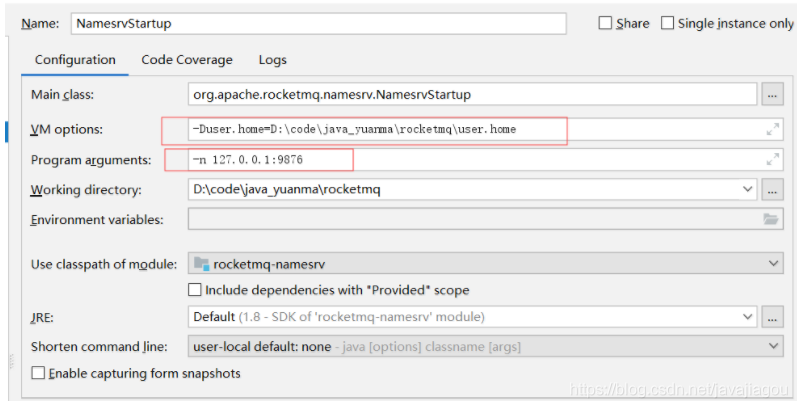 Name: NamesrvStartup Share Single instance only
Configuration Code Coverage Logs
Main class: org.apache.rocketmq.namesrv.NamesrvStartup ...
VM options: -Duser.home=D:\code\java_yuanma\rocketmq\user.home
Program arguments: -n 127.0.0.1:9876
Working directory: D:\code\java_yuanma\rocketmq ...
Environment variables:
Use classpath of module: rocketmq-namesrv
Include dependencies with "Provided" scope
JRE: Default (1.8 - SDK of 'rocketmq-namesrv' module) ...
Shorten command line: user-local default: none - java [options] classname [args]
Enable capturing form snapshots
https://blog.csdn.net/javajiagou